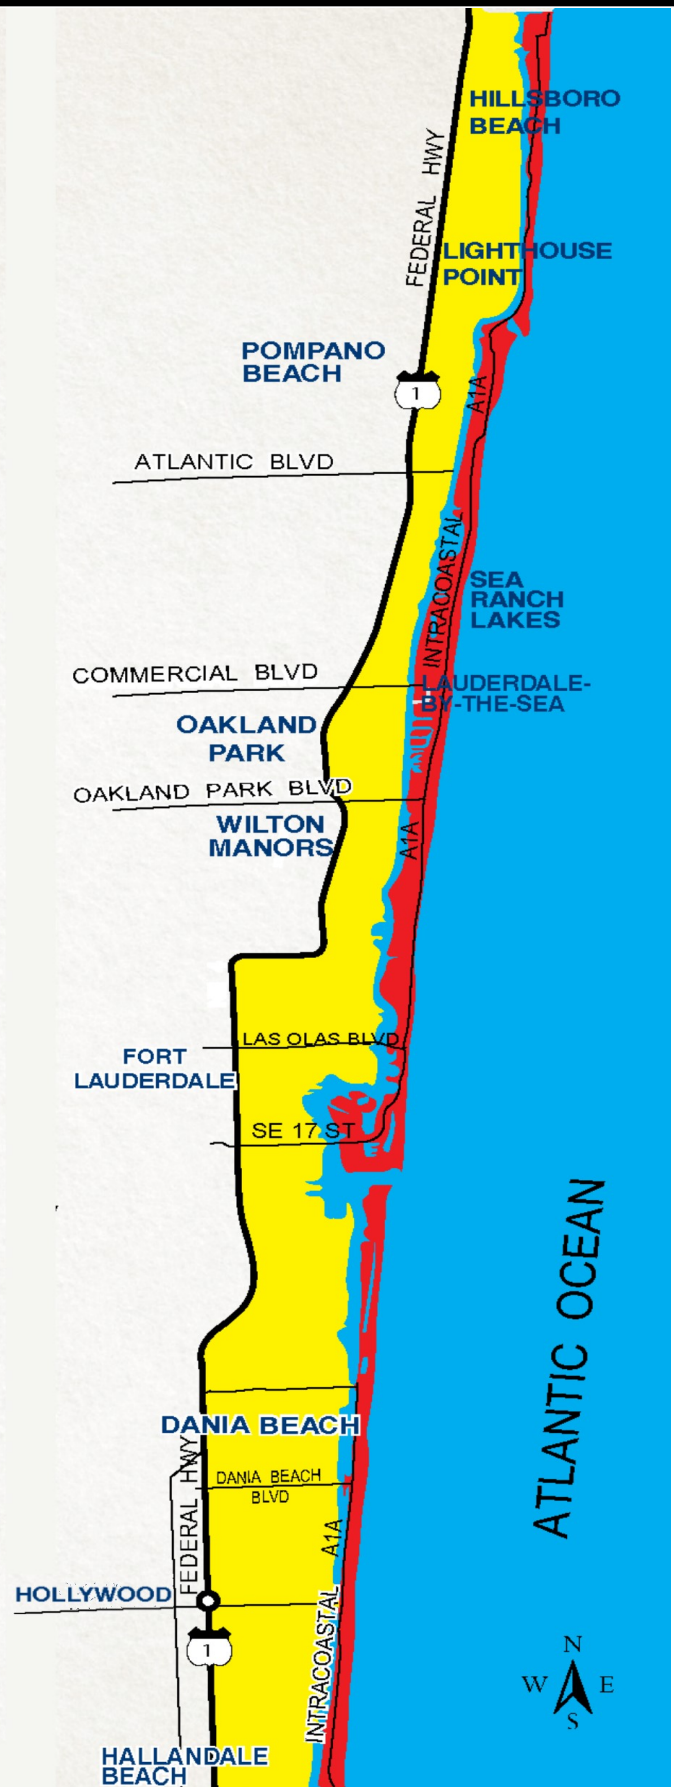 HILLSBORO
BEACH
FEDERAL HWY
LIGHTHOUSE
POINT
POMPANO
BEACH
1
A1A
ATLANTIC BLVD
INTRACOASTAL
SEA
RANCH
LAKES
COMMERCIAL BLVD
LAUDERDALE-
BY-THE-SEA
OAKLAND
PARK
OAKLAND PARK BLVD
WILTON
MANORS
A1A
LAS OLAS BLVD
FORT
LAUDERDALE
SE 17 ST
ATLANTIC OCEAN
DANIA BEACH
FEDERAL HWY
DANIA BEACH
BLVD
A1A
HOLLYWOOD
INTRACOASTAL
1
N
W E
S
HALLANDALE
BEACH